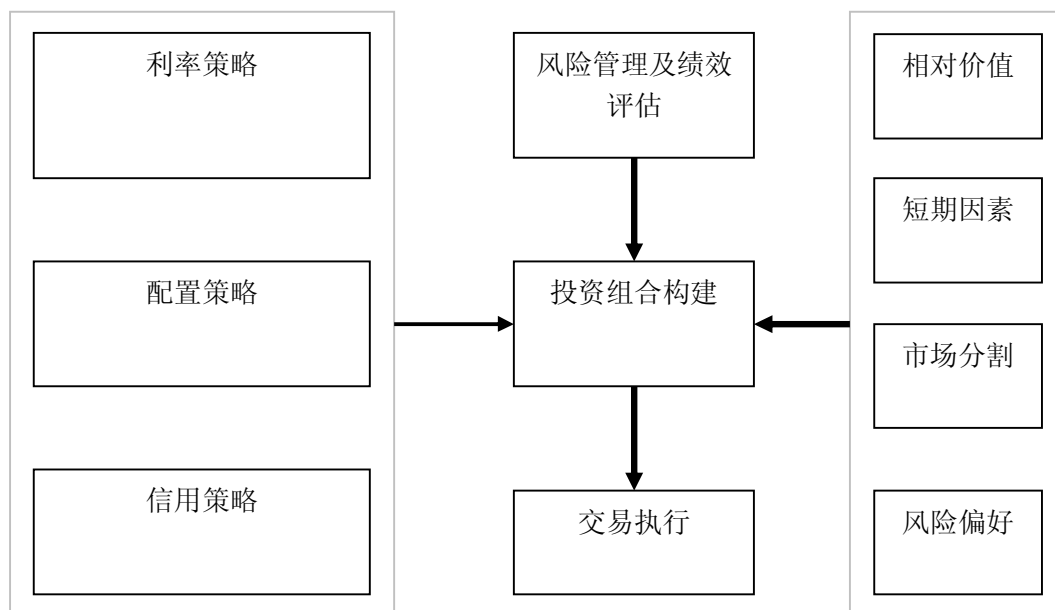 利率策略
配置策略
信用策略
风险管理及绩效
评估
投资组合构建
交易执行
相对价值
短期因素
市场分割
风险偏好